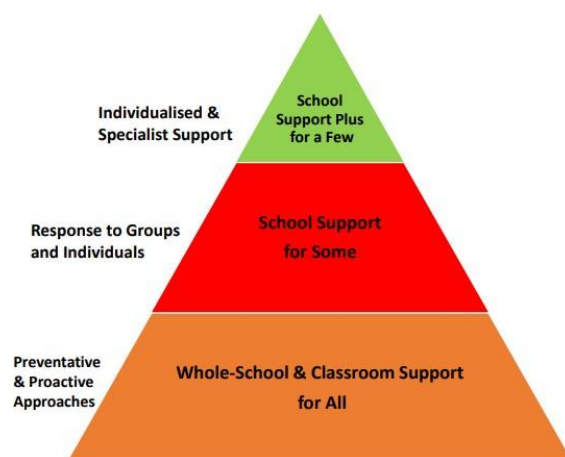 Individualised &
Specialist Support
School
Support Plus
for a Few
Response to Groups
and Individuals
School Support
for Some
Preventative
& Proactive
Approaches
Whole-School & Classroom Support
for All